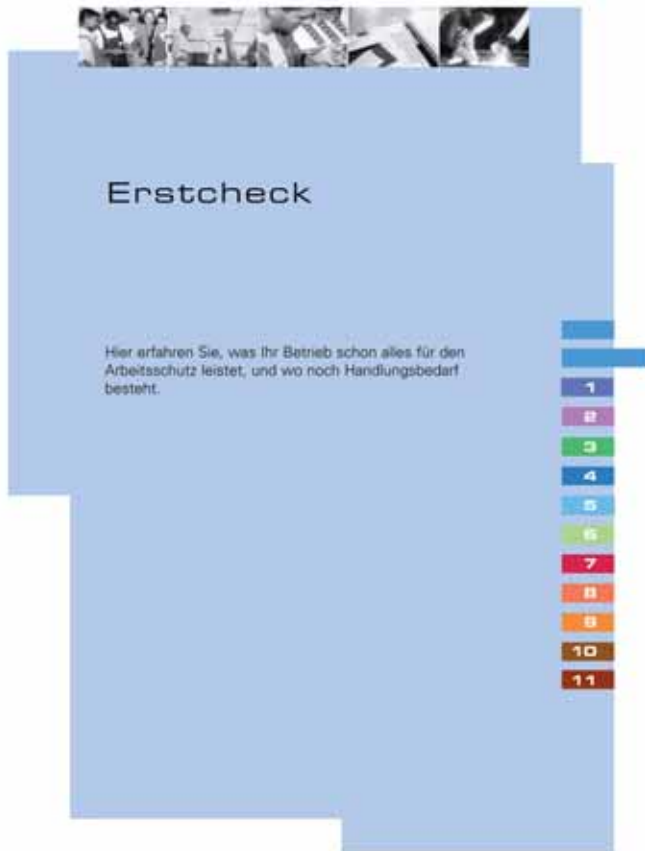 Erstcheck
Hier erfahren Sie, was Ihr Betrieb schon alles für den
Arbeitsschutz leistet, und wo noch Handlungsbedarf
besteht.
1
2
3
4
5
6
7
8
9
10
11